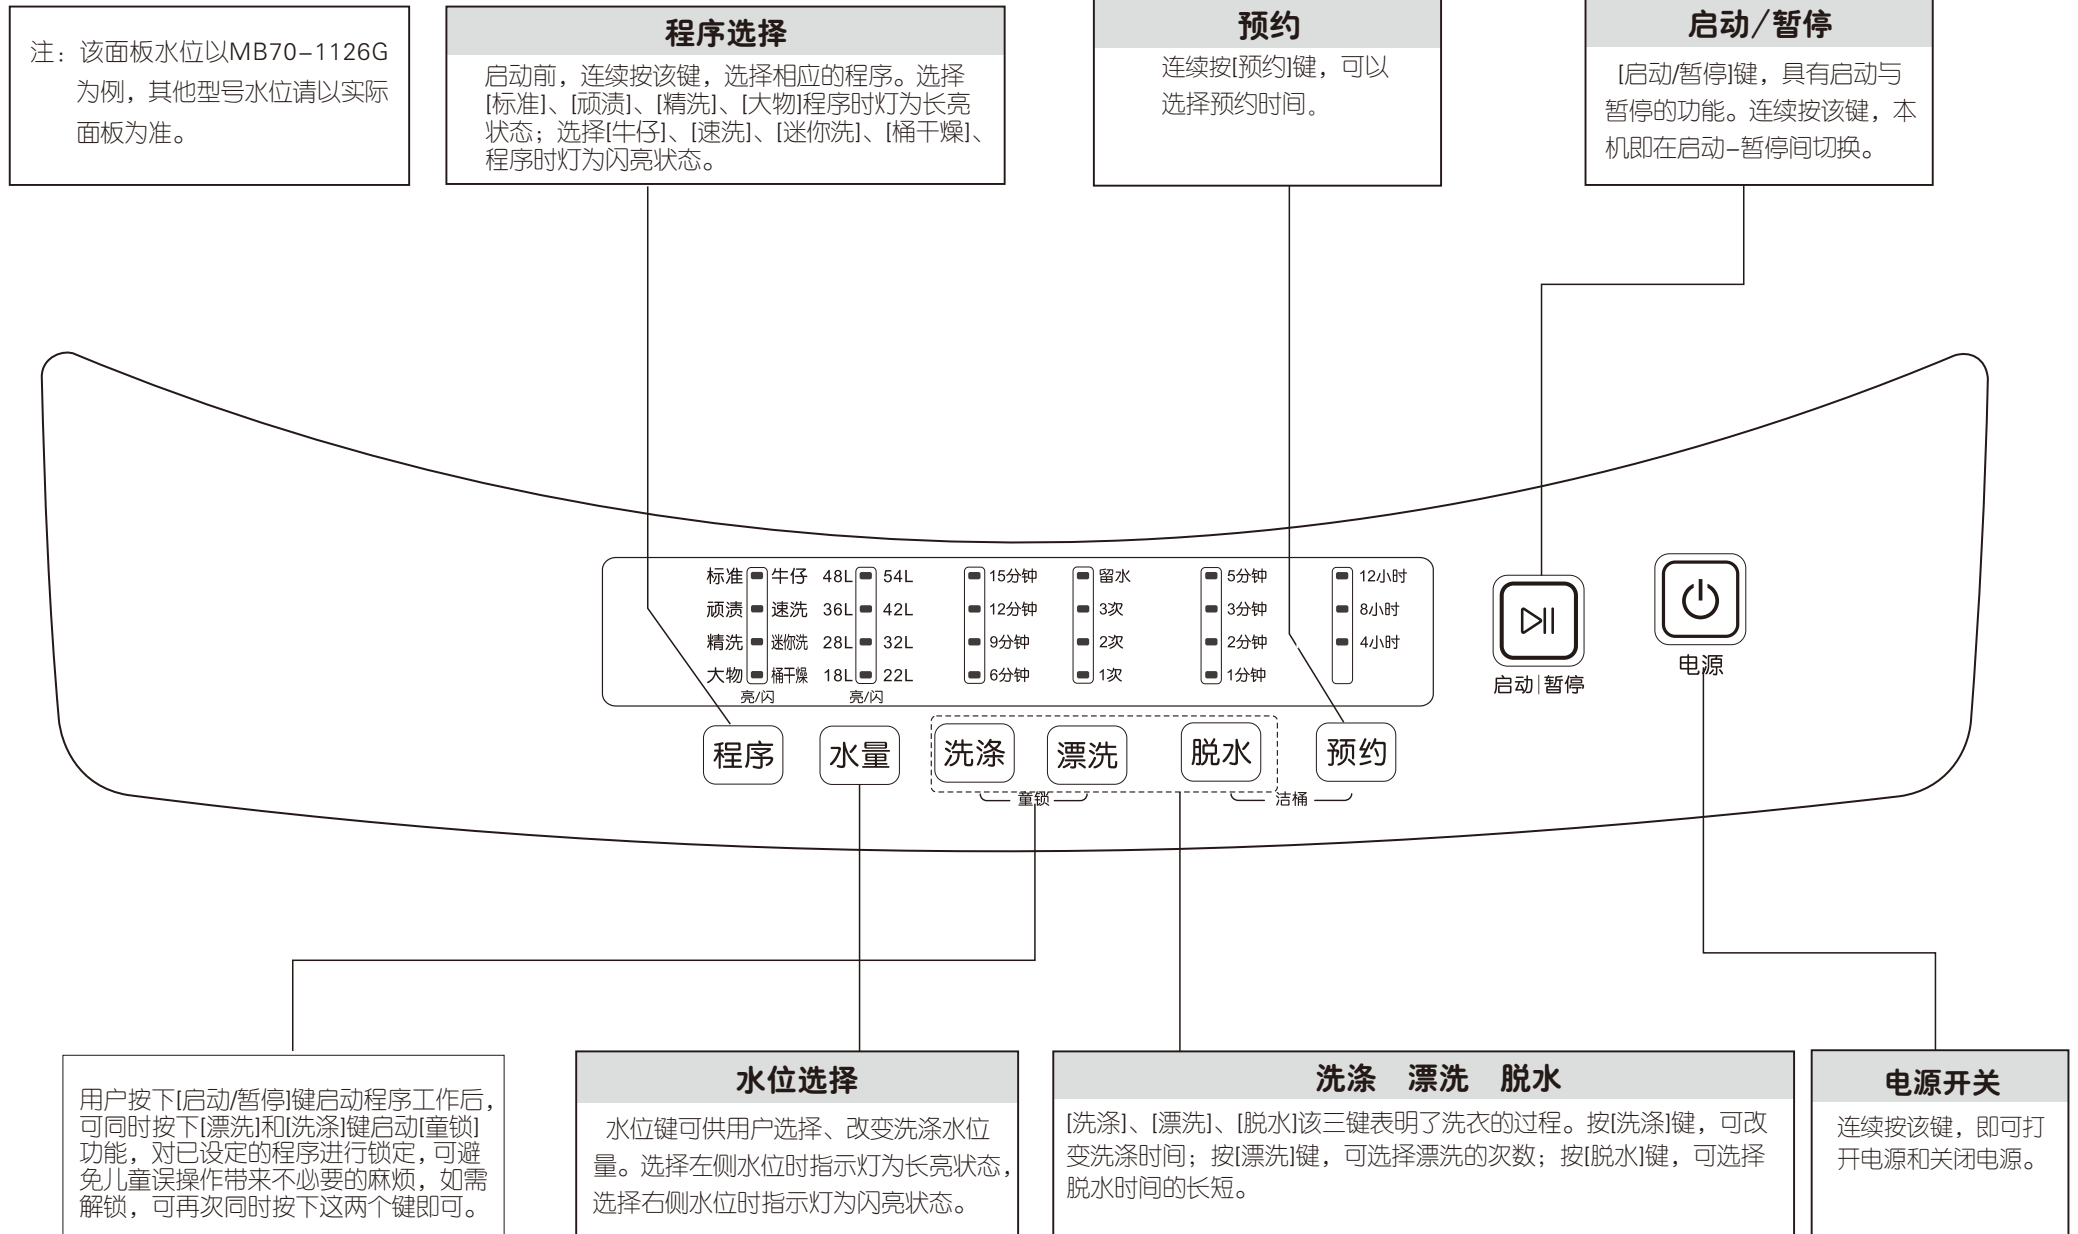 注：该面板水位以MB70-1126G
为例，其他型号水位请以实际
面板为准。
程序选择
启动前，连续按该键，选择相应的程序。选择
[标准]、[顽渍]、[精洗]、[大物]程序时灯为长亮
状态；选择[牛仔]、[速洗]、[迷你洗]、[桶干燥]、
程序时灯为闪亮状态。
预约
连续按[预约]键，可以
选择预约时间。
启动/暂停
[启动/暂停]键，具有启动与
暂停的功能。连续按该键，本
机即在启动-暂停间切换。
标准 牛仔 48L 54L 15分钟 留水 5分钟 12小时
顽渍 速洗 36L 42L 12分钟 3次 3分钟 8小时
精洗 迷你洗 28L 32L 9分钟 2次 2分钟 4小时
大物 桶干燥 18L 22L 6分钟 1次 1分钟
亮/闪 亮/闪
启动|暂停
电源
程序 水量 洗涤 漂洗 脱水 预约
童锁 洁桶
用户按下[启动/暂停]键启动程序工作后，
可同时按下[漂洗]和[洗涤]键启动[童锁]
功能，对已设定的程序进行锁定，可避
免儿童误操作带来不必要的麻烦，如需
解锁，可再次同时按下这两个键即可。
水位选择
水位键可供用户选择、改变洗涤水位
量。选择左侧水位时指示灯为长亮状态，
选择右侧水位时指示灯为闪亮状态。
洗涤 漂洗 脱水
[洗涤]、[漂洗]、[脱水]该三键表明了洗衣的过程。按[洗涤]键，可改
变洗涤时间；按[漂洗]键，可选择漂洗的次数；按[脱水]键，可选择
脱水时间的长短。
电源开关
连续按该键，即可打
开电源和关闭电源。